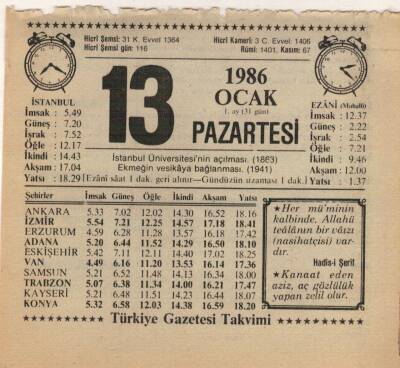 Hicri Şemsî: 31 K. Evvel 1364
Hicri Şemsî gün: 116
Hicri Kamerî: 3 C. Evvel 1406
Rûmî: 1401, Kasım: 67
13
1986
OCAK
1. ay (31 gün)
PAZARTESİ
İSTANBUL
İmsak : 5.49
Güneş : 7.20
İşrak : 7.52
Öğle : 12.17
İkindi : 14.43
Akşam : 17.04
Yatsı : 18.29
EZÂNÎ (Mahallî)
İmsak : 12.37
Güneş : 2.22
İşrak : 2.54
Öğle : 7.21
İkindi : 9.46
Akşam : 12.00
Yatsı : 1.37
İstanbul Üniversitesi'nin açılması. (1863)
Ekmeğin vesikâya bağlanması. (1941)
[Ezânî sâat 1 dak. geri alınır—Gündüzün uzaması 1 dak.]
Şehirler İmsak Güneş Öğle İkindi Akşam Yatsı
ANKARA 5.33 7.02 12.02 14.30 16.52 18.16
İZMİR 5.54 7.21 12.25 14.57 17.18 18.41
ERZURUM 4.59 6.28 11.28 13.57 16.18 17.42
ADANA 5.20 6.44 11.52 14.29 16.50 18.10
ESKİŞEHİR 5.42 7.11 12.11 14.40 17.02 18.25
VAN 4.49 6.16 11.20 13.53 16.14 17.36
SAMSUN 5.21 6.52 11.48 14.13 16.34 18.00
TRABZON 5.07 6.38 11.34 14.00 16.21 17.47
KAYSERİ 5.21 6.48 11.51 14.23 16.44 18.07
KONYA 5.32 6.58 12.03 14.38 16.59 18.20
★Her mü'minin
kalbinde, Allahü
teâlânın bir vâızı
(nasihatçisi) var-
dır.
Hadis-i Şerif
★Kanaat eden
aziz, aç gözlülük
yapan zelil olur.
Türkiye Gazetesi Takvimi